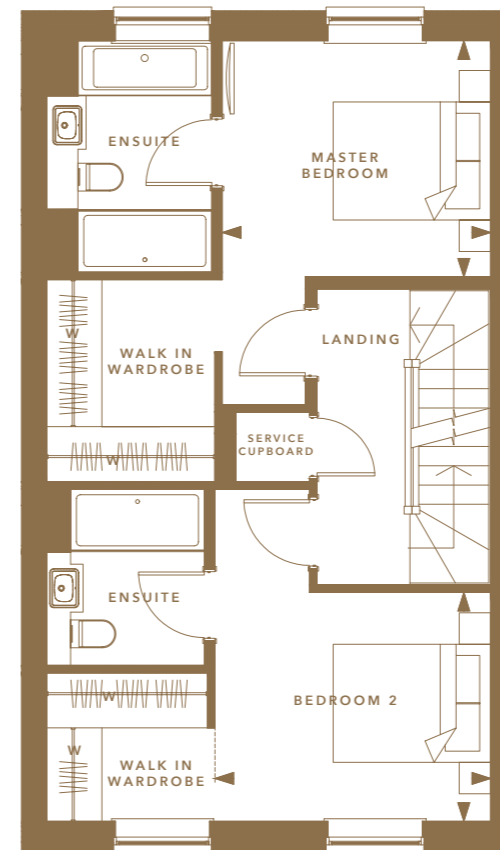 ENSUITE
MASTER
BEDROOM
W
WALK IN
WARDROBE
LANDING
W
SERVICE
CUPBOARD
ENSUITE
W
BEDROOM 2
W
WALK IN
WARDROBE